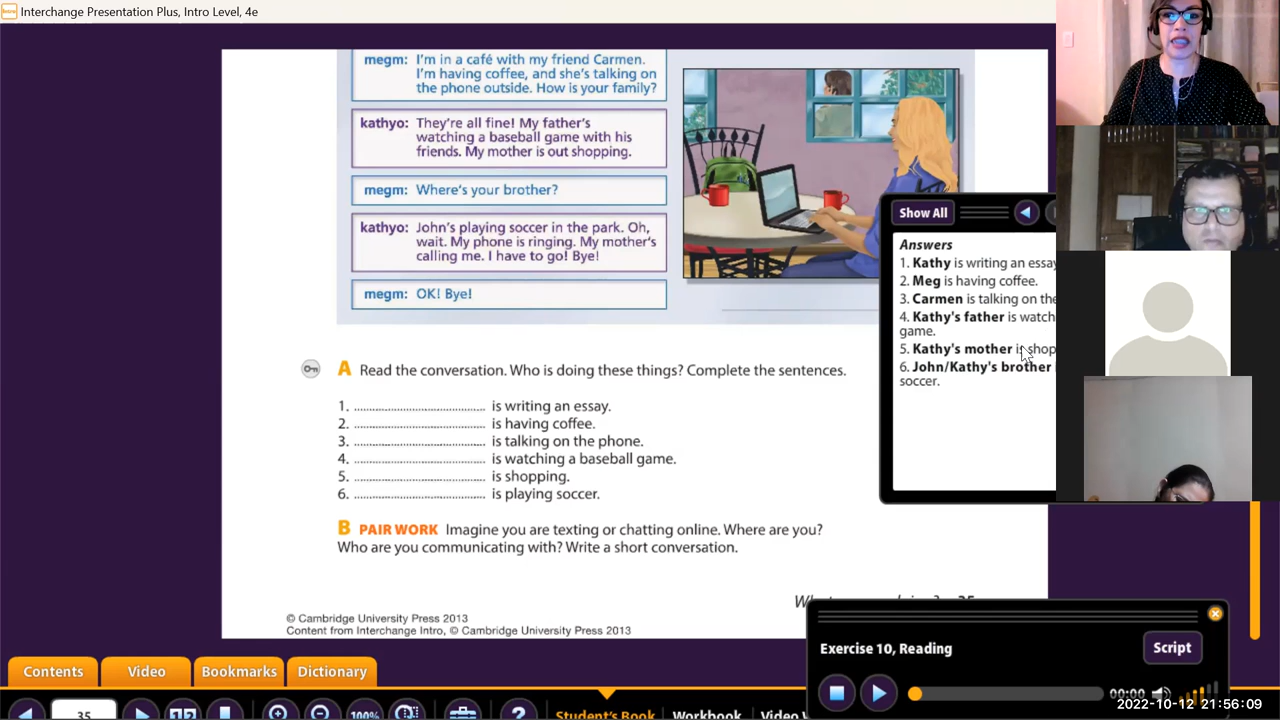 Interchange Presentation Plus, Intro Level, 4e
megm: I'm in a café with my friend Carmen.
I'm having coffee, and she's talking on
the phone outside. How is your family?
kathyo: They're all fine! My father's
watching a baseball game with his
friends. My mother is out shopping.
megm: Where's your brother?
kathyo: John's playing soccer in the park. Oh,
wait. My phone is ringing. My mother's
calling me. I have to go! Bye!
megm: OK! Bye!
Show All
Answers
1. Kathy is writing an essay
2. Meg is having coffee.
3. Carmen is talking on the
4. Kathy's father is watch
game.
5. Kathy's mother is shop
6. John/Kathy's brother
soccer.
A Read the conversation. Who is doing these things? Complete the sentences.
1. is writing an essay.
2. is having coffee.
3. is talking on the phone.
4. is watching a baseball game.
5. is shopping.
6. is playing soccer.
B PAIR WORK Imagine you are texting or chatting online. Where are you?
Who are you communicating with? Write a short conversation.
35
© Cambridge University Press 2013
Content from Interchange Intro, © Cambridge University Press 2013
Exercise 10, Reading
Script
00:00
Contents
Video
Bookmarks
Dictionary
35
100%
?
Student's Book
Workbook
Video
2022-10-12 21:56:09